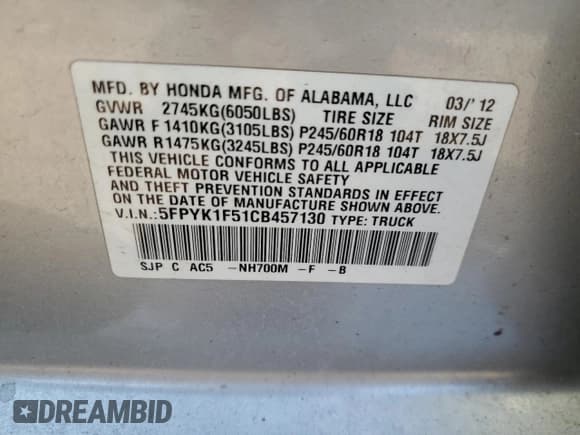 MFD. BY HONDA MFG. OF ALABAMA, LLC 03/'12
GVWR 2745KG(6050LBS) TIRE SIZE RIM SIZE
GAWR F 1410KG(3105LBS) P245/60R18 104T 18X7.5J
GAWR R1475KG(3245LBS) P245/60R18 104T 18X7.5J
THIS VEHICLE CONFORMS TO ALL APPLICABLE
FEDERAL MOTOR VEHICLE SAFETY
AND THEFT PREVENTION STANDARDS IN EFFECT
ON THE DATE OF MANUFACTURE SHOWN ABOVE.
V.I.N.: 5FPYK1F51CB457130 TYPE: TRUCK
SJP C AC5 -NH700M -F -B
DREAMBID